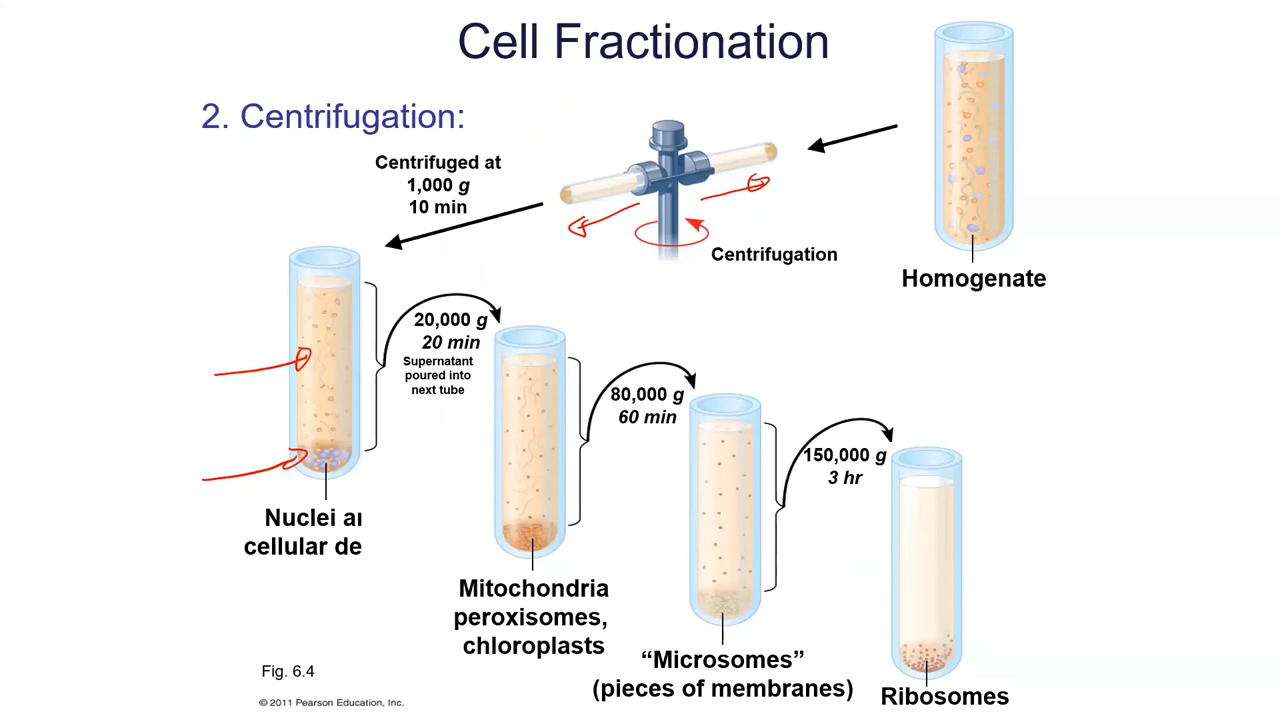 Cell Fractionation
2. Centrifugation:
Centrifuged at
1,000 g
10 min
Centrifugation
Homogenate
20,000 g
20 min
Supernatant
poured into
next tube
80,000 g
60 min
150,000 g
3 hr
Nuclei
cellular de
Mitochondria
peroxisomes,
chloroplasts
“Microsomes”
(pieces of membranes)
Ribosomes
Fig. 6.4
© 2011 Pearson Education, Inc.